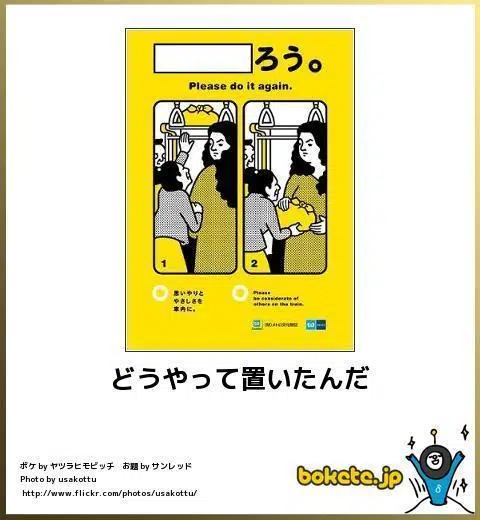 ろう。
Please do it again.
1
2
思いやりと
やさしさを
車内に。
Please
be considerate of
others on the train.
どうやって置いたんだ
ボケ by ヤツラヒモビッチ お題 by サンレッド
Photo by usakottu
http://www.flickr.com/photos/usakottu/
bokete.jp